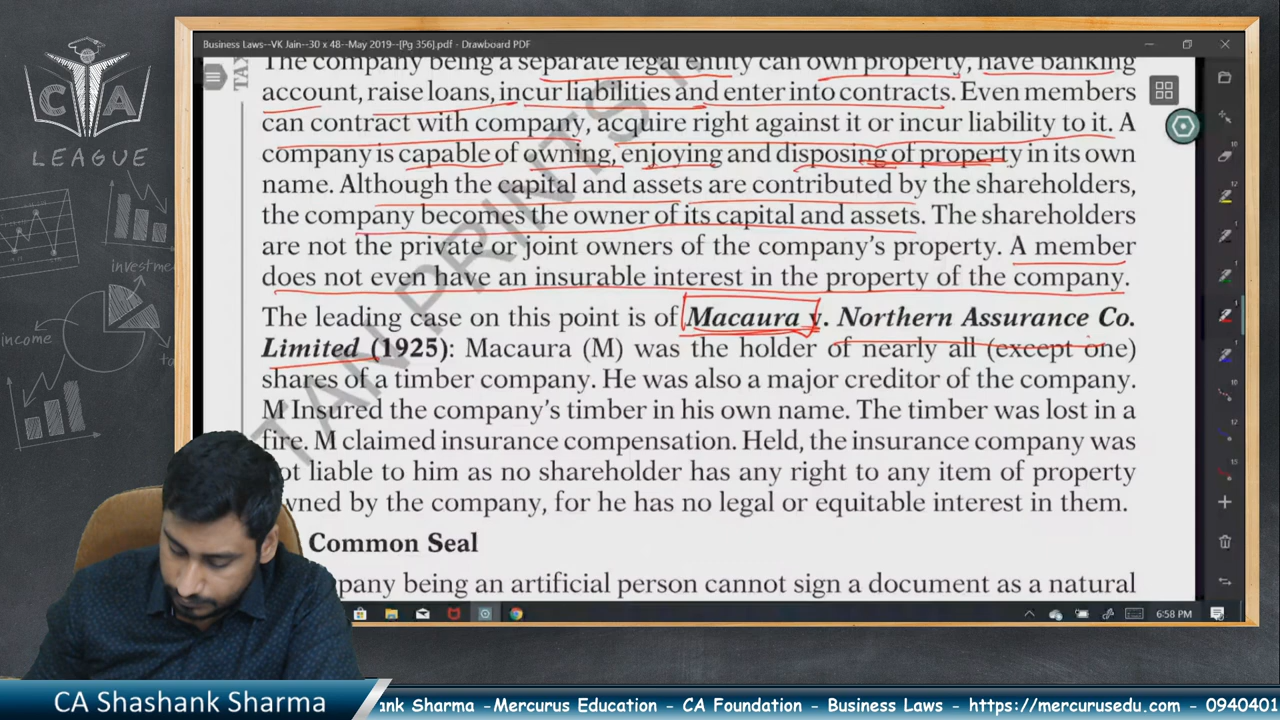 Business Laws--VK Jain--30 x 48--May 2019--[Pg 356].pdf - Drawboard PDF
The company being a separate legal entity can own property, have banking
account, raise loans, incur liabilities and enter into contracts. Even members
can contract with company, acquire right against it or incur liability to it. A
company is capable of owning, enjoying and disposing of property in its own
name. Although the capital and assets are contributed by the shareholders,
the company becomes the owner of its capital and assets. The shareholders
are not the private or joint owners of the company's property. A member
does not even have an insurable interest in the property of the company.
The leading case on this point is of Macaura v. Northern Assurance Co.
Limited (1925): Macaura (M) was the holder of nearly all (except one)
shares of a timber company. He was also a major creditor of the company.
M Insured the company's timber in his own name. The timber was lost in a
fire. M claimed insurance compensation. Held, the insurance company was
ot liable to him as no shareholder has any right to any item of property
wned by the company, for he has no legal or equitable interest in them.
Common Seal
pany being an artificial person cannot sign a document as a natural
TAN PRINTS
TAX
C A
LEAGUE
investme
income
6:58 PM
CA Shashank Sharma
ank Sharma -Mercurus Education - CA Foundation - Business Laws - https://mercurusedu.com - 0940401